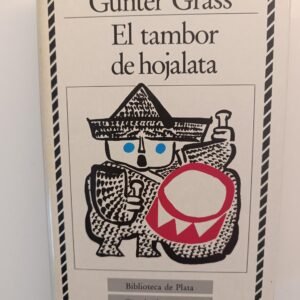 Günter Grass
El tambor
de hojalata
Biblioteca de Plata